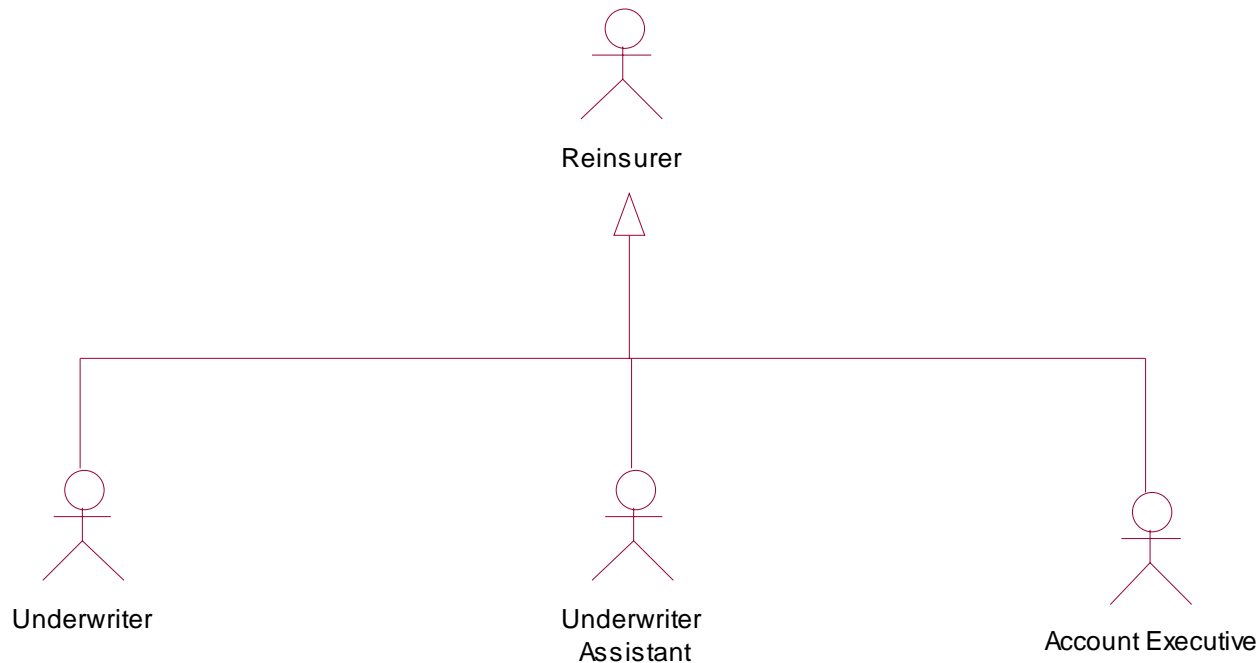 Reinsurer
Underwriter
Underwriter
Assistant
Account Executive